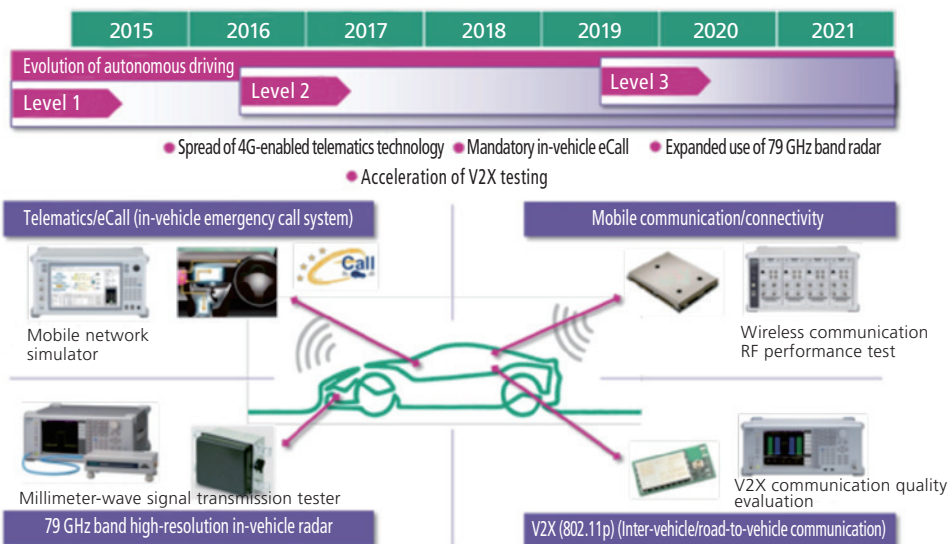 2015 2016 2017 2018 2019 2020 2021
Evolution of autonomous driving
Level 1
Level 2
Level 3
Spread of 4G-enabled telematics technology
Mandatory in-vehicle eCall
Expanded use of 79 GHz band radar
Acceleration of V2X testing
Telematics/eCall (in-vehicle emergency call system)
Mobile communication/connectivity
Call
Mobile network
simulator
Wireless communication
RF performance test
Millimeter-wave signal transmission tester
79 GHz band high-resolution in-vehicle radar
V2X communication quality
evaluation
V2X (802.11p) (Inter-vehicle/road-to-vehicle communication)